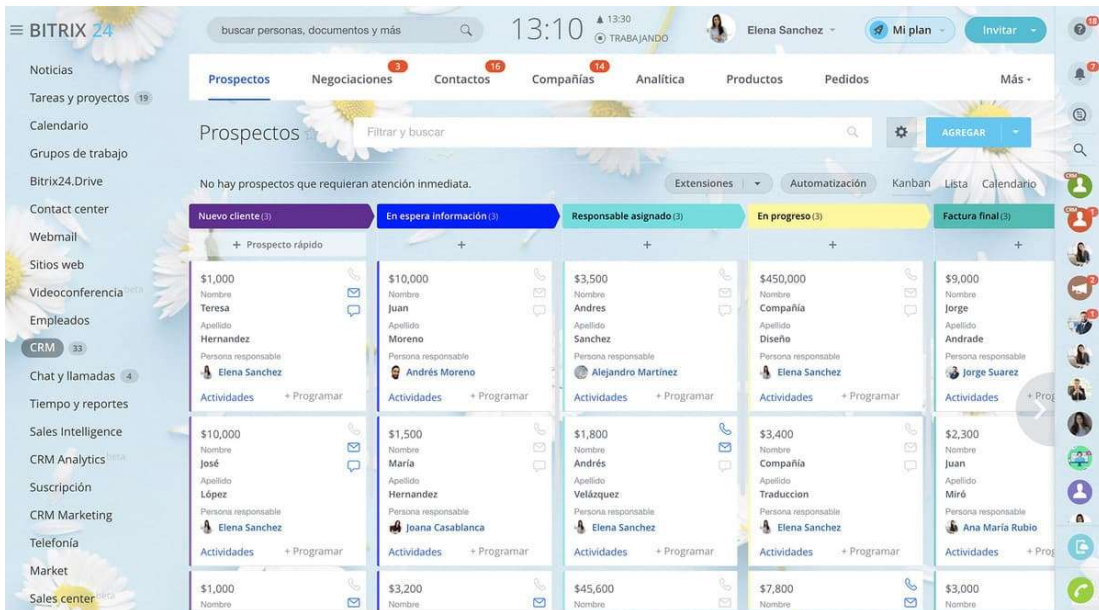 BITRIX 24
buscar personas, documentos y más
13:10
13:30
TRABAJANDO
Elena Sanchez
Mi plan
Invitar
18
Noticias
Tareas y proyectos 19
Calendario
Grupos de trabajo
Bitrix24.Drive
Contact center
Webmail
Sitios web
Videoconferencia beta
Empleados
CRM 33
Chat y llamadas 4
Tiempo y reportes
Sales Intelligence
CRM Analytics beta
Suscripción
CRM Marketing
Telefonía
Market
Sales center beta
Prospectos
Negociaciones 3
Contactos 16
Compañías 14
Analítica
Productos
Pedidos
Más
Prospectos
Filtrar y buscar
AGREGAR
No hay prospectos que requieran atención inmediata.
Extensiones
Automatización
Kanban
Lista
Calendario
Nuevo cliente (3)
+ Prospecto rápido
$1,000
Nombre
Teresa
Apellido
Hernandez
Persona responsable
Elena Sanchez
Actividades + Programar
$10,000
Nombre
José
Apellido
López
Persona responsable
Elena Sanchez
Actividades + Programar
$1,000
Nombre
En espera información (3)
+
$10,000
Nombre
Juan
Apellido
Moreno
Persona responsable
Andrés Moreno
Actividades + Programar
$1,500
Nombre
María
Apellido
Hernandez
Persona responsable
Joana Casablanca
Actividades + Programar
$3,200
Nombre
Responsable asignado (3)
+
$3,500
Nombre
Andres
Apellido
Sanchez
Persona responsable
Alejandro Martinez
Actividades + Programar
$1,800
Nombre
Andrés
Apellido
Velázquez
Persona responsable
Elena Sanchez
Actividades + Programar
$45,600
Nombre
En progreso (3)
+
$450,000
Nombre
Compañía
Apellido
Diseño
Persona responsable
Elena Sanchez
Actividades + Programar
$3,400
Nombre
Compañía
Apellido
Traduccion
Persona responsable
Elena Sanchez
Actividades + Programar
$7,800
Nombre
Factura final (3)
+
$9,000
Nombre
Jorge
Apellido
Andrade
Persona responsable
Jorge Suarez
Actividades + Prog
$2,300
Nombre
Juan
Apellido
Miró
Persona responsable
Ana María Rubio
Actividades + Prog
$3,000
Nombre
7
CRM
CRM 1
2
1